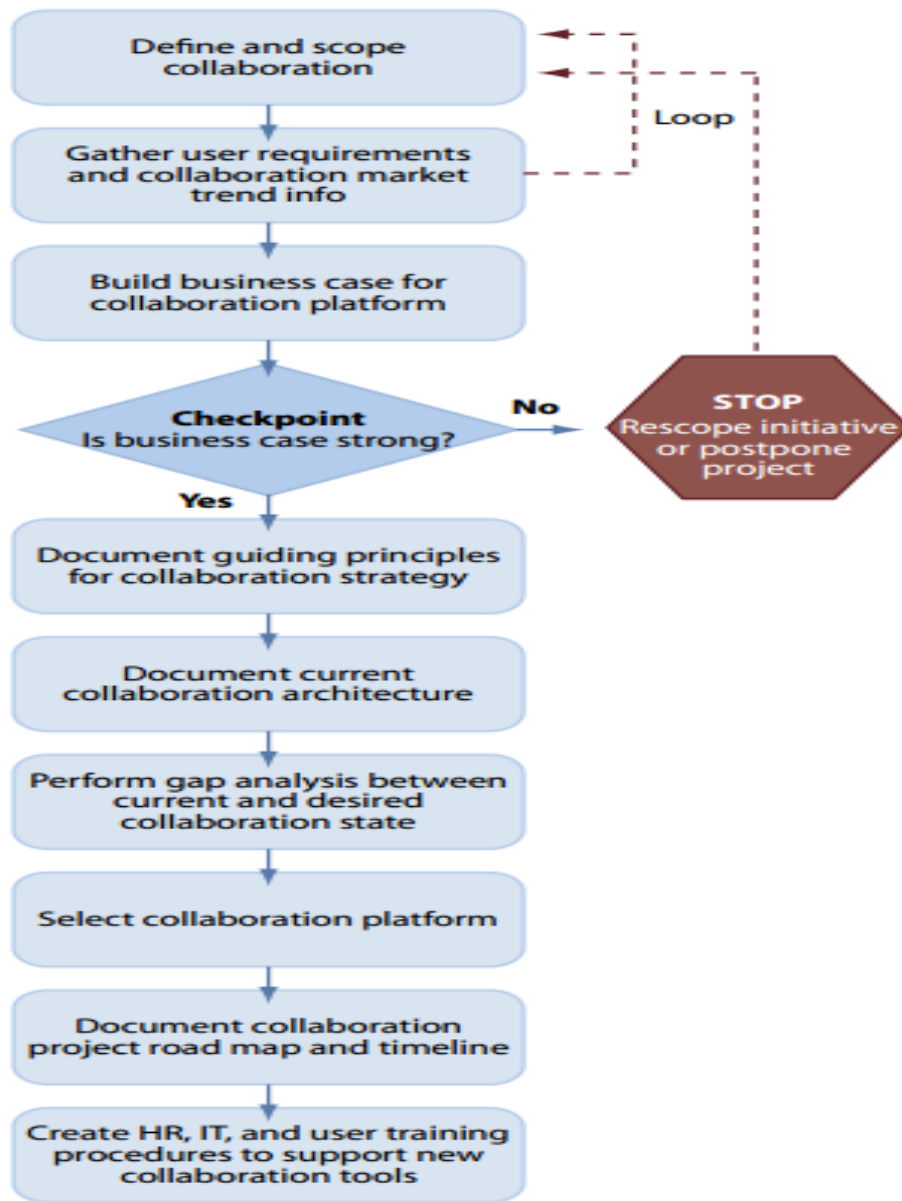 Define and scope
collaboration
Loop
Gather user requirements
and collaboration market
trend info
Build business case for
collaboration platform
Checkpoint
Is business case strong?
No
STOP
Rescope initiative
or postpone
project
Yes
Document guiding principles
for collaboration strategy
Document current
collaboration architecture
Perform gap analysis between
current and desired
collaboration state
Select collaboration platform
Document collaboration
project road map and timeline
Create HR, IT, and user training
procedures to support new
collaboration tools